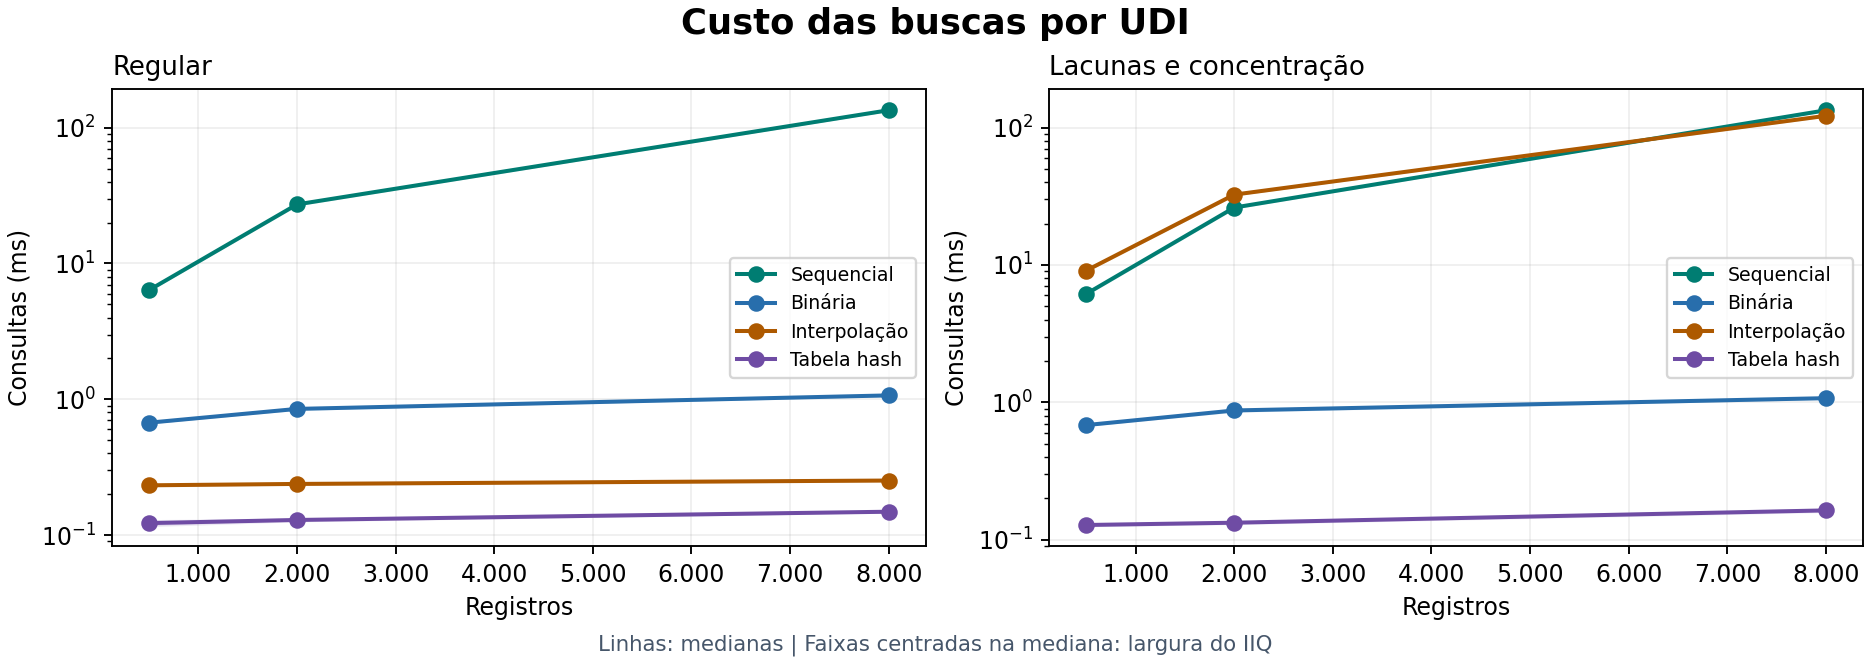 Custo das buscas por UDI
Regular
Consultas (ms)
10²
10¹
10⁰
10⁻¹
Sequencial
Binária
Interpolação
Tabela hash
1.000 2.000 3.000 4.000 5.000 6.000 7.000 8.000
Registros
Lacunas e concentração
Consultas (ms)
10²
10¹
10⁰
10⁻¹
Sequencial
Binária
Interpolação
Tabela hash
1.000 2.000 3.000 4.000 5.000 6.000 7.000 8.000
Registros
Linhas: medianas | Faixas centradas na mediana: largura do IIQ